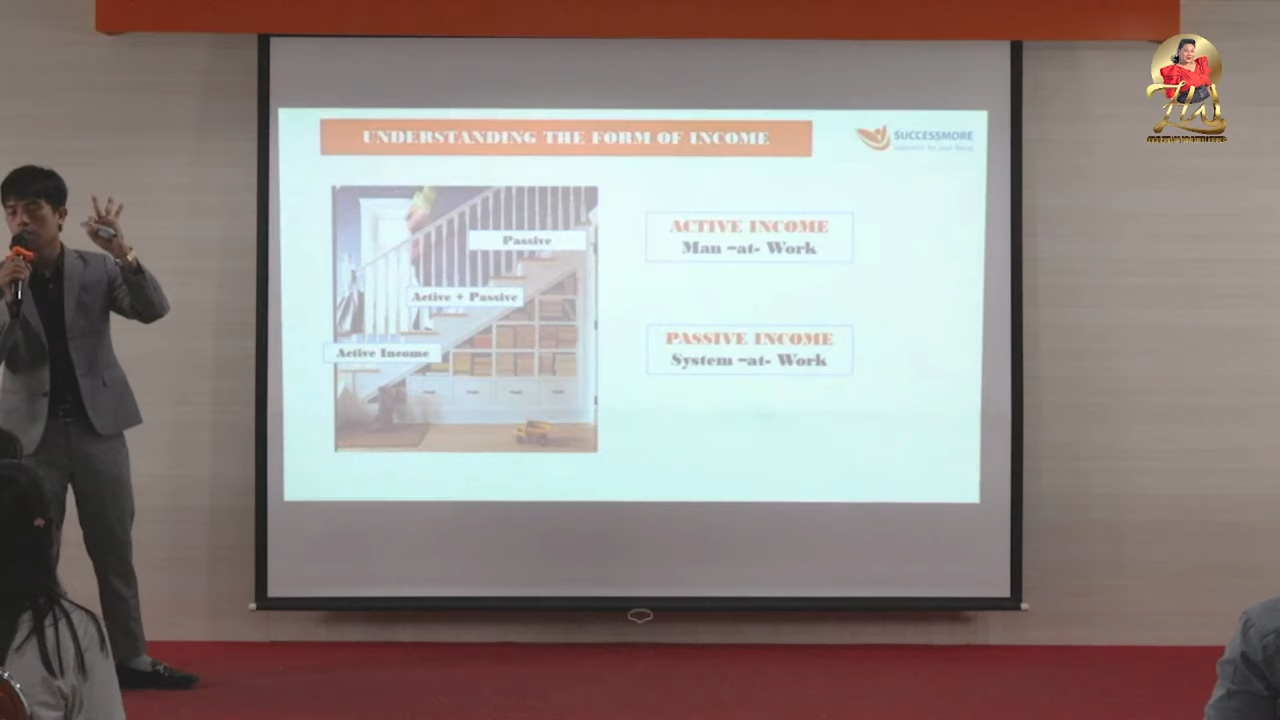 UNDERSTANDING THE FORM OF INCOME
SUCCESSMORE
Passive
Active + Passive
Active Income
ACTIVE INCOME
Man -at- Work
PASSIVE INCOME
System -at- Work